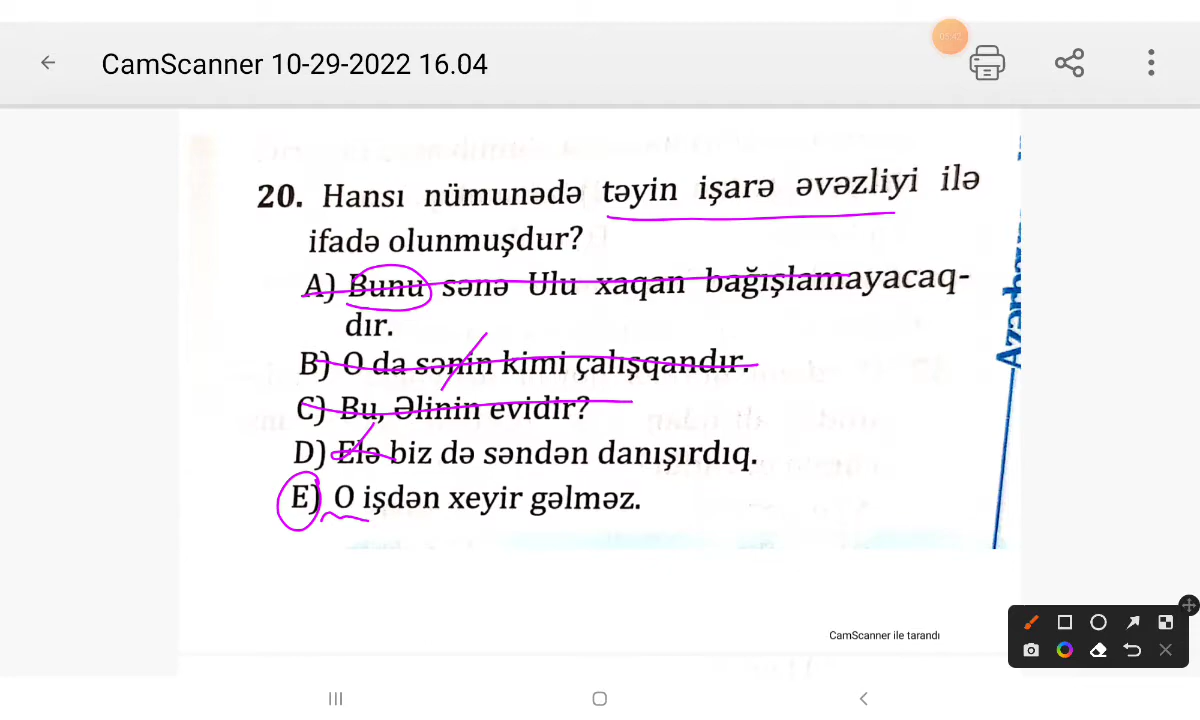 05:42
CamScanner 10-29-2022 16.04
20. Hansı nümunədə təyin işarə əvəzliyi ilə
ifadə olunmuşdur?
A) Bunu sənə Ulu xaqan bağışlamayacaq-
dır.
B) O da sənin kimi çalışqandır.
C) Bu, Əlinin evidir?
D) Elə biz də səndən danışırdıq.
E) O işdən xeyir gəlməz.
CamScanner ile tarandı